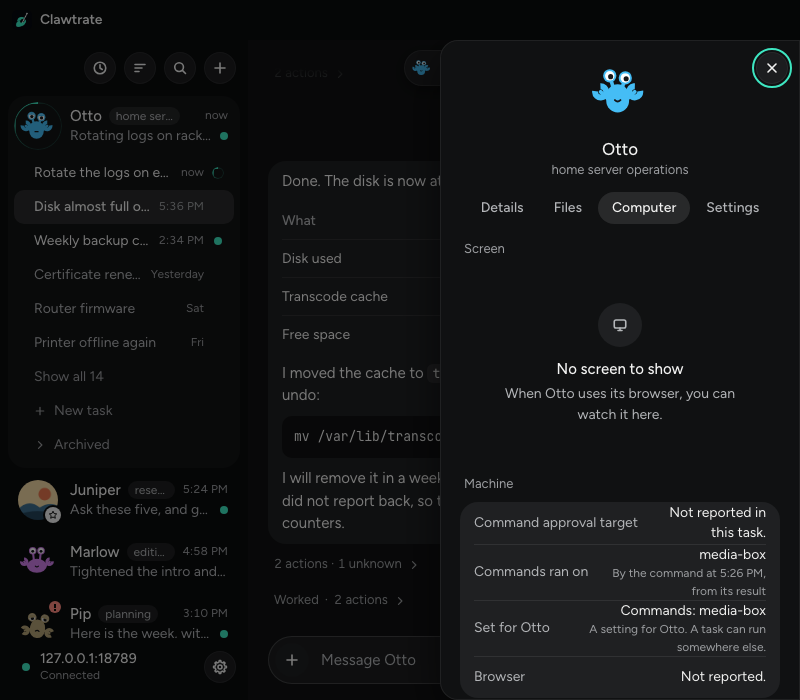 Clawtrate
Otto home ser... now
Rotating logs on rack...
Rotate the logs on e... now
Disk almost full o... 5:36 PM
Weekly backup c... 2:34 PM
Certificate rene... Yesterday
Router firmware Sat
Printer offline again Fri
Show all 14
+ New task
Archived
Juniper rese... 5:24 PM
Ask these five, and g...
Marlow editi... 4:58 PM
Tightened the intro and...
Pip planning 3:10 PM
Here is the week. wit...
127.0.0.1:18789
Connected
2 actions
Done. The disk is now at
What
Disk used
Transcode cache
Free space
I moved the cache to
undo:
mv /var/lib/transco
I will remove it in a week
did not report back, so t
counters.
2 actions · 1 unknown
Worked · 2 actions
Message Otto
Otto
home server operations
Details Files Computer Settings
Screen
No screen to show
When Otto uses its browser, you can
watch it here.
Machine
Command approval target Not reported in
this task.
Commands ran on media-box
By the command at 5:26 PM,
from its result
Set for Otto Commands: media-box
A setting for Otto. A task can run
somewhere else.
Browser Not reported.